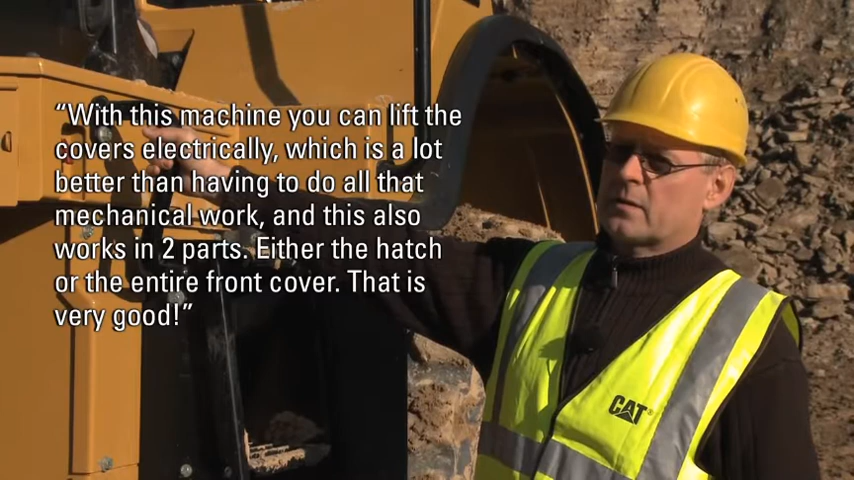 “With this machine you can lift the
covers electrically, which is a lot
better than having to do all that
mechanical work, and this also
works in 2 parts. Either the hatch
or the entire front cover. That is
very good!”
CAT®